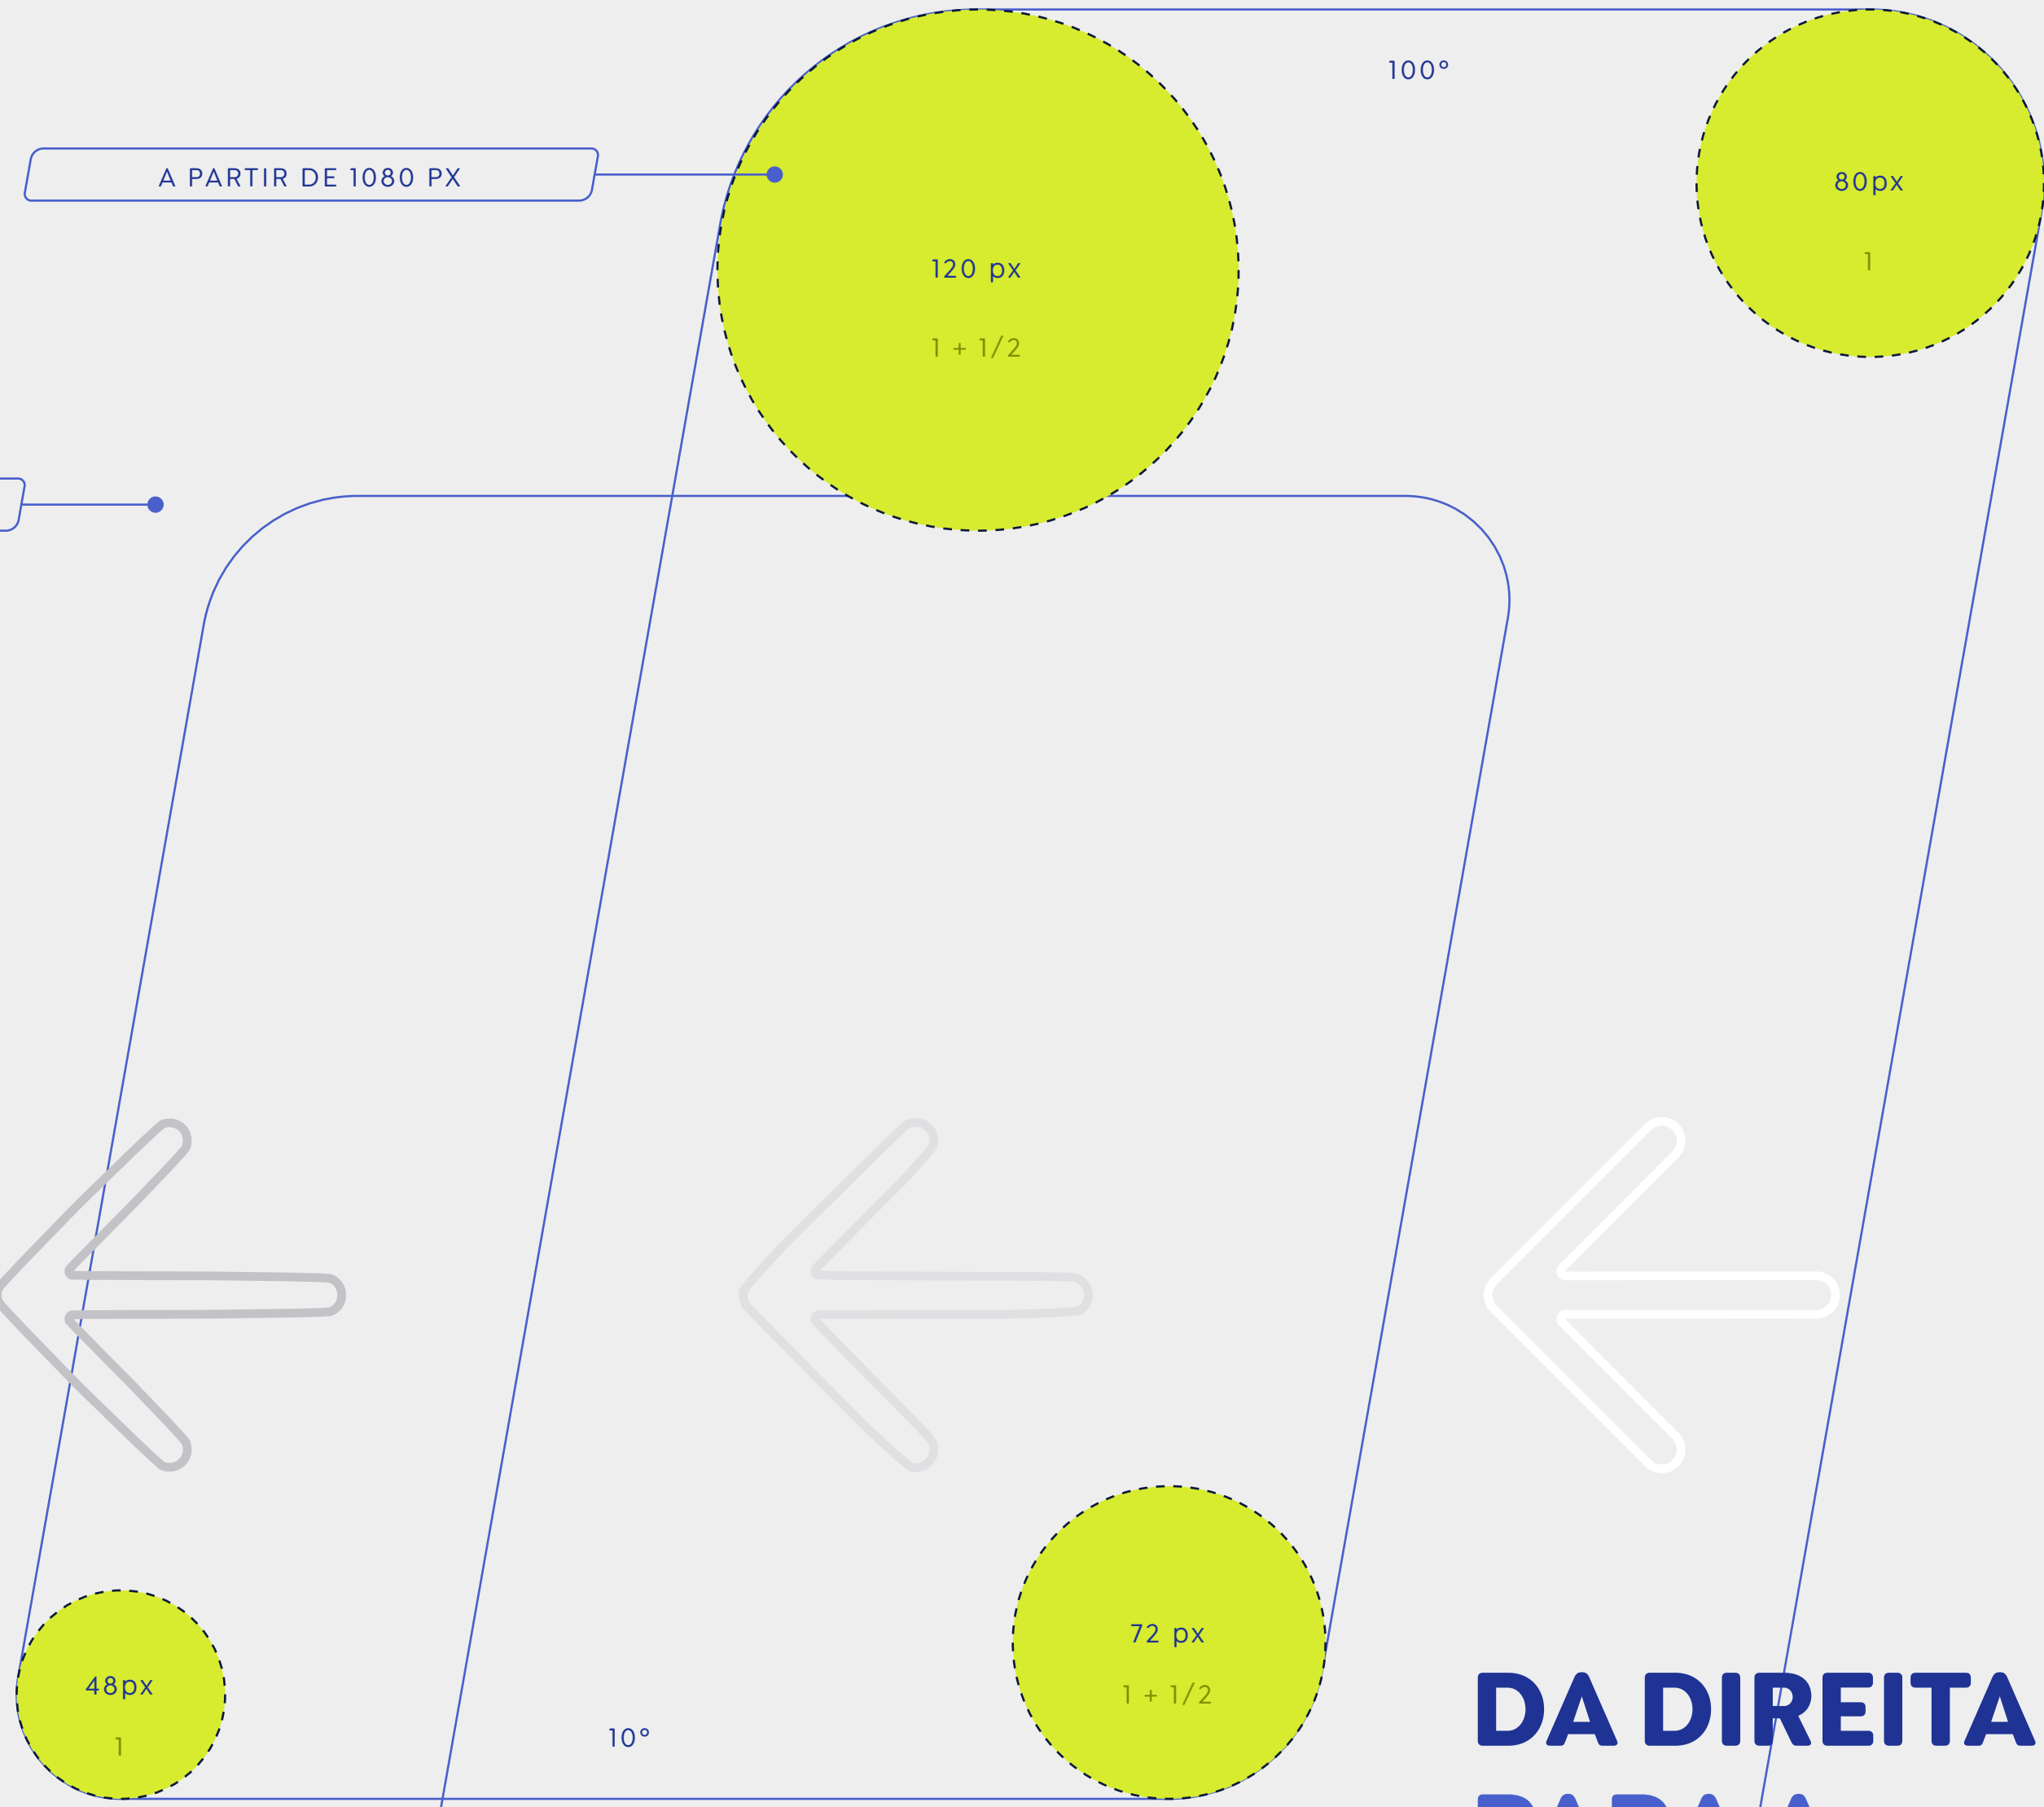 100°
A PARTIR DE 1080 PX
80px
1
120 px
1 + 1/2
72 px
1 + 1/2
48px
1
10°
DA DIREITA